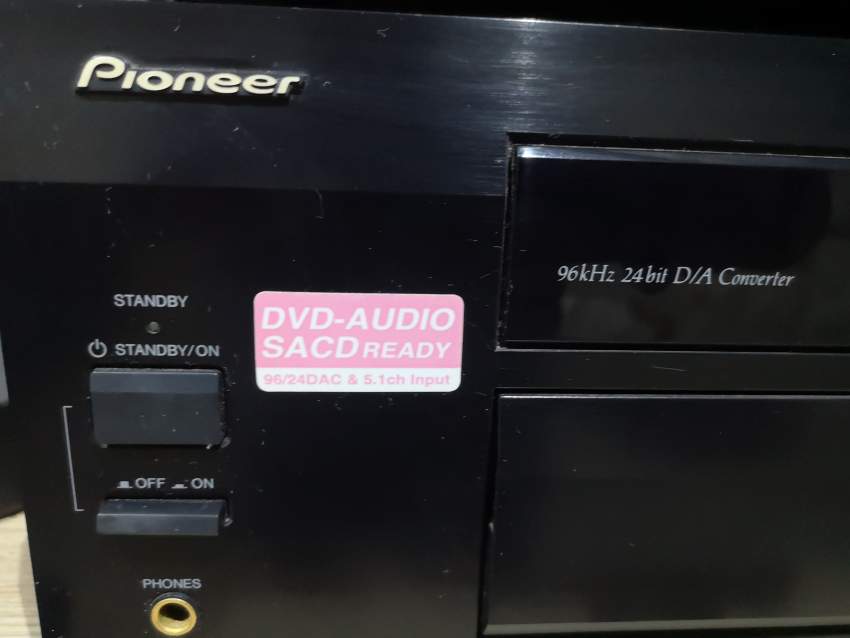 Pioneer
96kHz 24bit D/A Converter
STANDBY
STANDBY/ON
DVD-AUDIO
SACD READY
96/24DAC & 5.1ch Input
OFF ON
PHONES